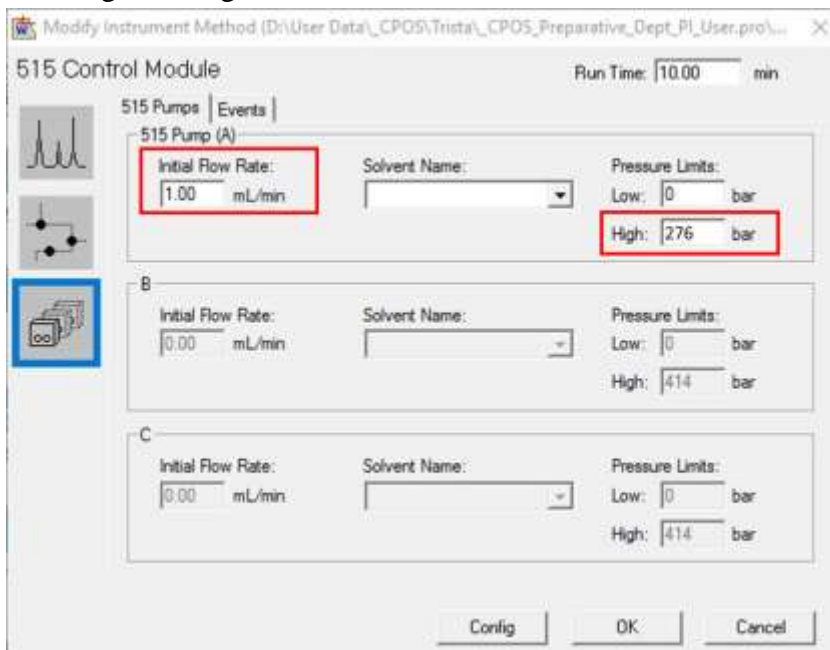 Modify Instrument Method (D:\User Data\_CPOS\Trista\_CPOS_Preparative_Dept_PI_User.pro\...
515 Control Module
Run Time: 10.00 min
515 Pumps Events
515 Pump (A)
Initial Flow Rate: Solvent Name: Pressure Limits:
1.00 mL/min Low: 0 bar
High: 276 bar
B
Initial Flow Rate: Solvent Name: Pressure Limits:
0.00 mL/min Low: 0 bar
High: 414 bar
C
Initial Flow Rate: Solvent Name: Pressure Limits:
0.00 mL/min Low: 0 bar
High: 414 bar
Config OK Cancel